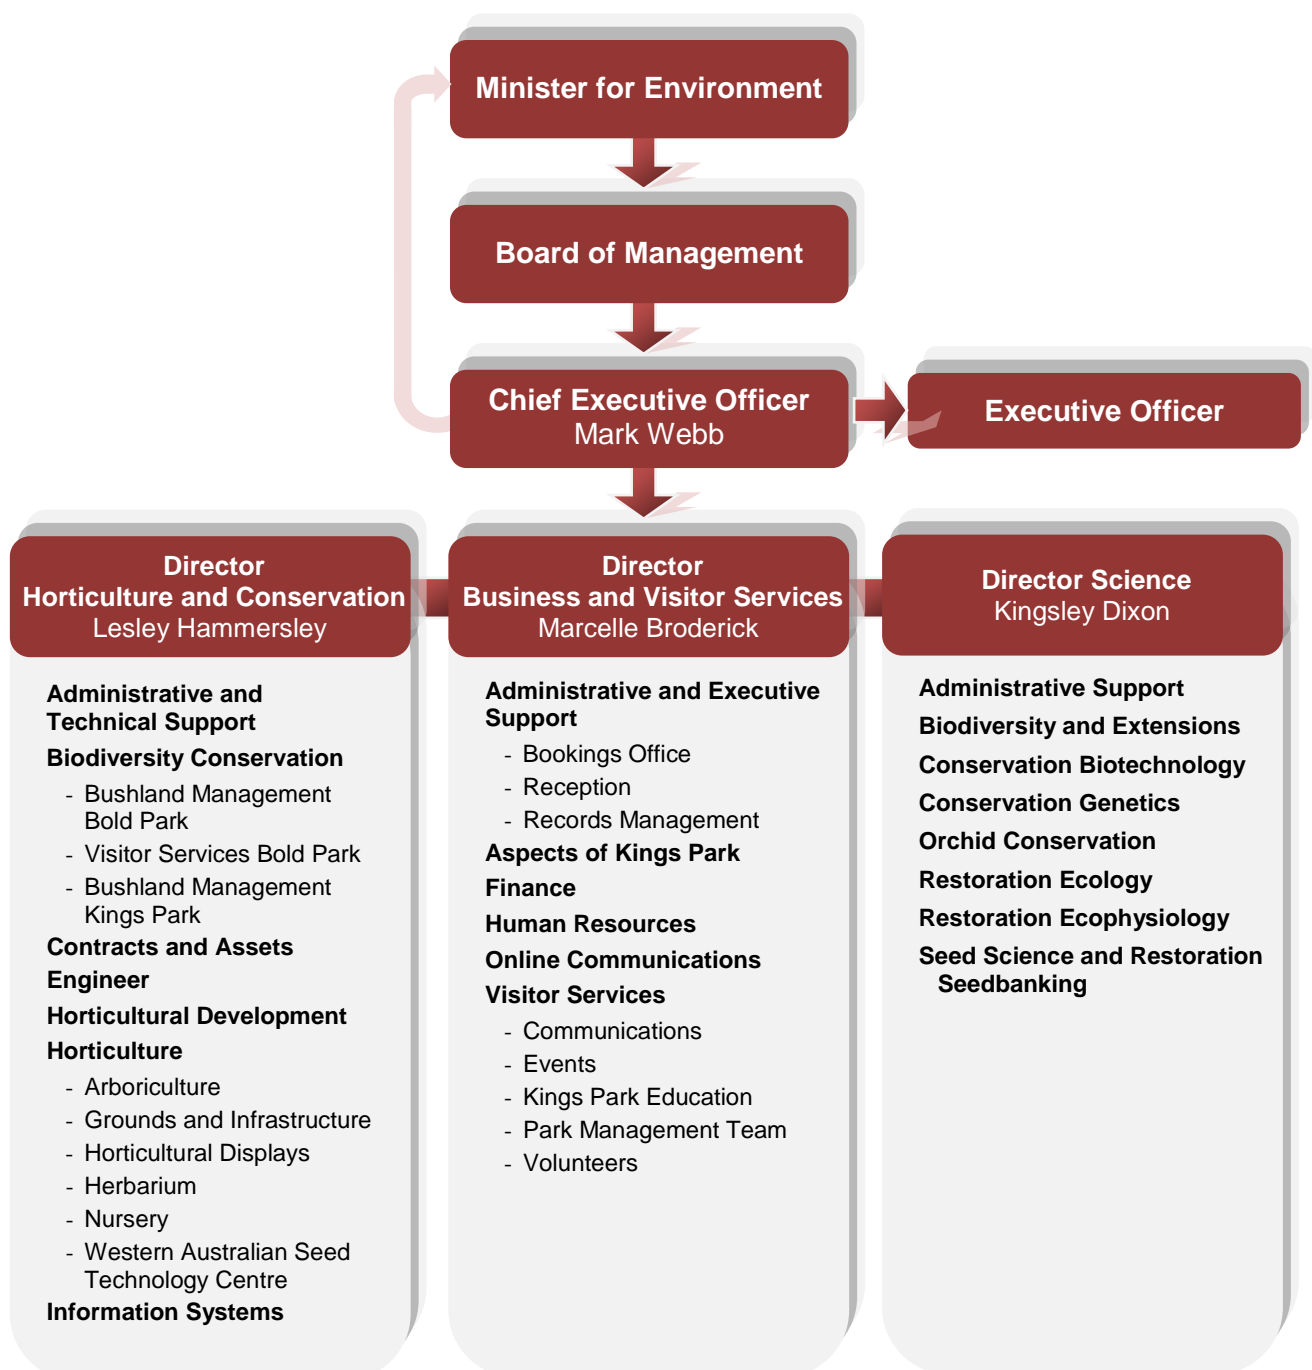 Minister for Environment
Board of Management
Chief Executive Officer
Mark Webb
Executive Officer
Director
Horticulture and Conservation
Lesley Hammersley
Administrative and
Technical Support
Biodiversity Conservation
- Bushland Management
Bold Park
- Visitor Services Bold Park
- Bushland Management
Kings Park
Contracts and Assets
Engineer
Horticultural Development
Horticulture
- Arboriculture
- Grounds and Infrastructure
- Horticultural Displays
- Herbarium
- Nursery
- Western Australian Seed
Technology Centre
Information Systems
Director
Business and Visitor Services
Marcelle Broderick
Administrative and Executive
Support
- Bookings Office
- Reception
- Records Management
Aspects of Kings Park
Finance
Human Resources
Online Communications
Visitor Services
- Communications
- Events
- Kings Park Education
- Park Management Team
- Volunteers
Director Science
Kingsley Dixon
Administrative Support
Biodiversity and Extensions
Conservation Biotechnology
Conservation Genetics
Orchid Conservation
Restoration Ecology
Restoration Ecophysiology
Seed Science and Restoration
Seedbanking